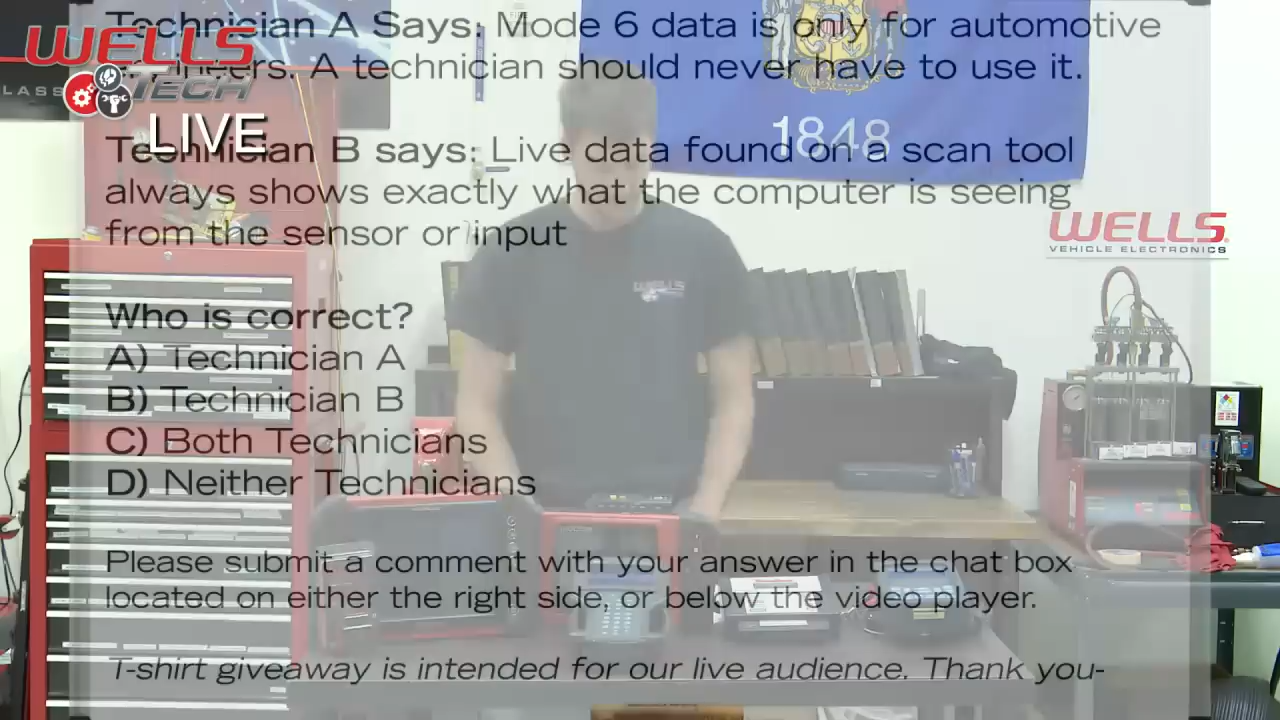 Technician A Says: Mode 6 data is only for automotive
engineers. A technician should never have to use it.
WELLS
TECH
LIVE
CLASS
1848
Technician B says: Live data found on a scan tool
always shows exactly what the computer is seeing
from the sensor or input
WELLS
VEHICLE ELECTRONICS
WELLS
Who is correct?
A) Technician A
B) Technician B
C) Both Technicians
D) Neither Technicians
Please submit a comment with your answer in the chat box
located on either the right side, or below the video player.
T-shirt giveaway is intended for our live audience. Thank you-